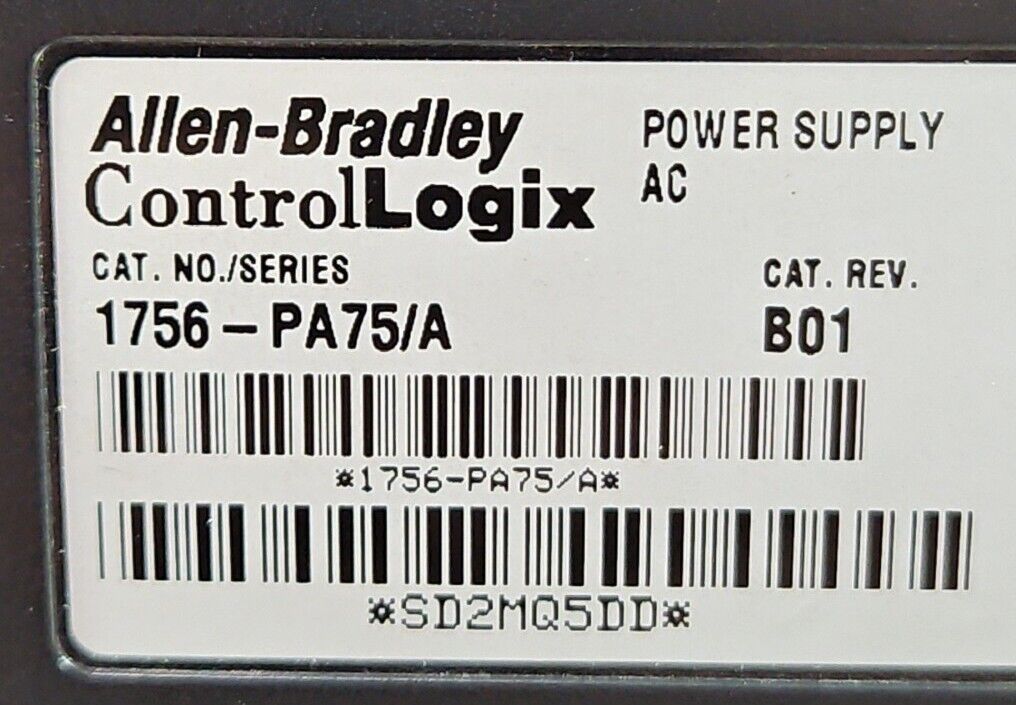 Allen-Bradley
ControlLogix
POWER SUPPLY
AC
CAT. NO./SERIES
1756-PA75/A
CAT. REV.
B01
*1756-PA75/A*
*SD2MQ5DD*